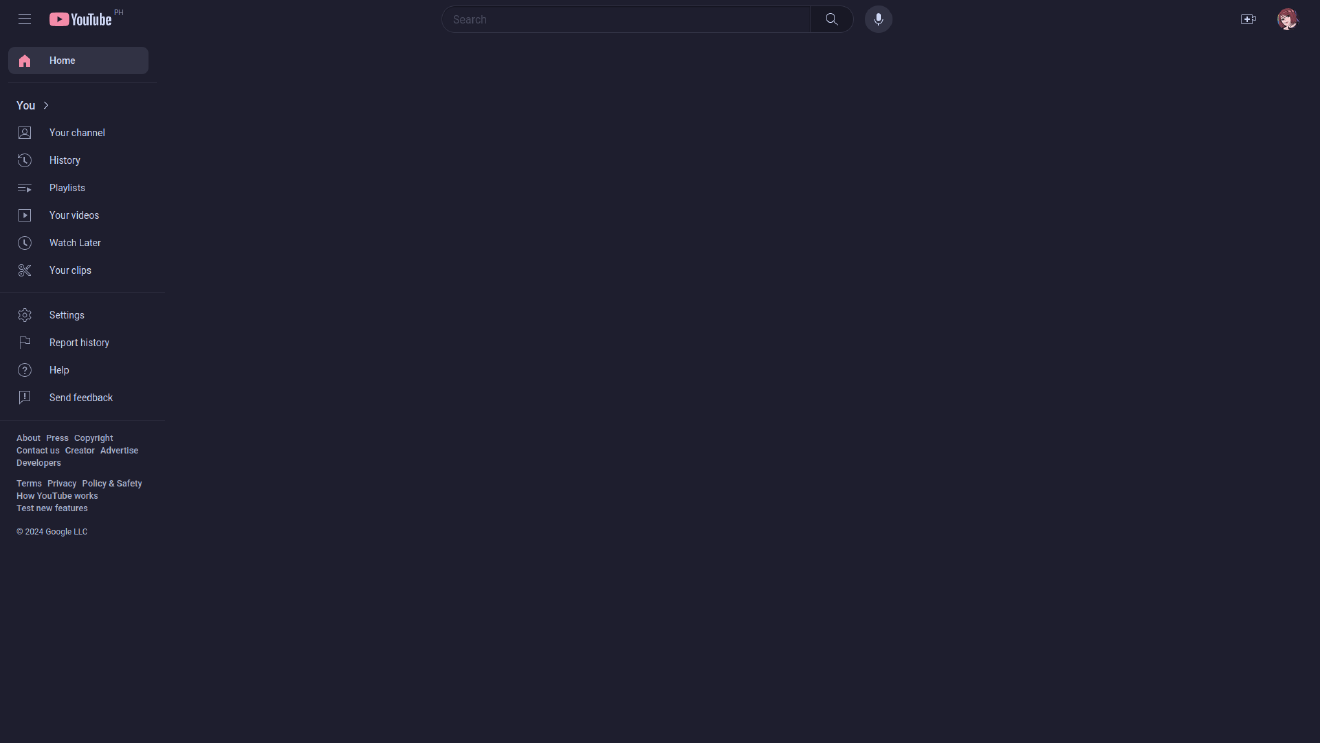 YouTube PH
Search
Home
You
Your channel
History
Playlists
Your videos
Watch Later
Your clips
Settings
Report history
Help
Send feedback
About Press Copyright
Contact us Creator Advertise
Developers
Terms Privacy Policy & Safety
How YouTube works
Test new features
© 2024 Google LLC